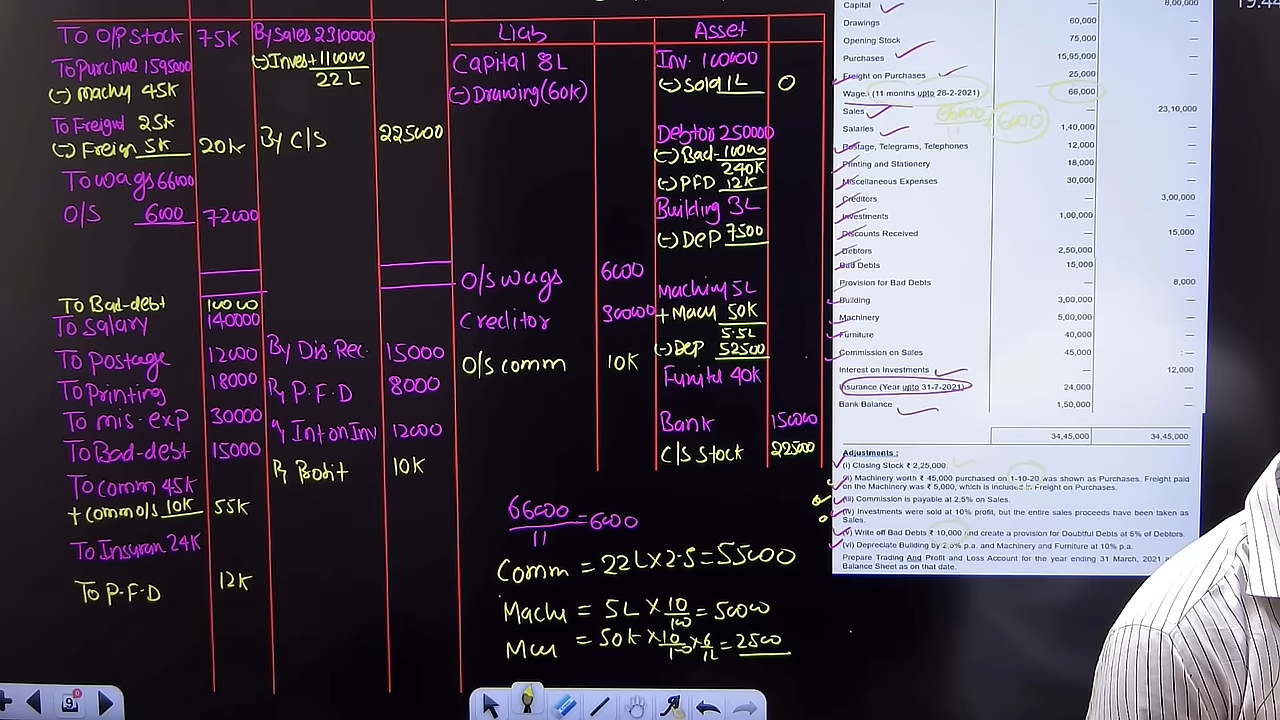 To O/P Stock 75K By Sales 2310000
To Purchase 1595000 (-) Invest 110000
22 L
(-) Machy 45K
To Freight 25K
(-) Freign 5K 20K By C/S 225000
To wags 66000
O/S 6000 72000
To Bad-debt 10000
To Salary 140000
To Postage 12000 By Dis. Rec. 15000
To Printing 18000 By P.F.D 8000
To mis. exp 30000 " Int on Inv 12000
To Bad-debt 15000 By Profit 10K
To Comm 45K
+ Comm o/s 10K 55K
To Insuran 24K
To P.F.D 12K
Liab Asset
Capital 8L Inv. 100000
(-) Drawing (60K) (-) Sold 1L 0
Debtor 250000
(-) Bad- 10000
240K
(-) PFD 12K
Building 3L
(-) Dep 7500
O/S wags 6000
Machiny 5L
Creditor 300000 + Mach 50K
5.5L
O/S comm 10K (-) Dep 52500
Funitu 40K
Bank 150000
C/S Stock 225000
66000/11 = 6000
Comm = 22L x 2.5 = 55000
Machi = 5L x 10/100 = 50000
Mac = 50K x 10/100 x 6/12 = 2500
19:44
Capital — 8,00,000
Drawings 60,000 —
Opening Stock 75,000 —
Purchases 15,95,000 —
Freight on Purchases 25,000 —
Wages (11 months upto 28-2-2021) 66,000 —
66000/11 = 6000
Sales — 23,10,000
Salaries 1,40,000 —
Postage, Telegrams, Telephones 12,000 —
Printing and Stationery 18,000 —
Miscellaneous Expenses 30,000 —
Creditors — 3,00,000
Investments 1,00,000 —
Discounts Received — 15,000
Debtors 2,50,000 —
Bad Debts 15,000 —
Provision for Bad Debts — 8,000
Building 3,00,000 —
Machinery 5,00,000 —
Furniture 40,000 —
Commission on Sales 45,000 —
Interest on Investments — 12,000
Insurance (Year upto 31-7-2021) 24,000 —
Bank Balance 1,50,000 —
34,45,000 34,45,000
Adjustments :
(i) Closing Stock ₹ 2,25,000.
(ii) Machinery worth ₹ 45,000 purchased on 1-10-20 was shown as Purchases. Freight paid
on the Machinery was ₹ 5,000, which is included in Freight on Purchases.
(iii) Commission is payable at 2.5% on Sales.
(iv) Investments were sold at 10% profit, but the entire sales proceeds have been taken as
Sales.
(v) Write off Bad Debts ₹ 10,000 and create a provision for Doubtful Debts at 5% of Debtors.
(vi) Depreciate Building by 2.5% p.a. and Machinery and Furniture at 10% p.a.
Prepare Trading And Profit and Loss Account for the year ending 31 March, 2021
Balance Sheet as on that date.